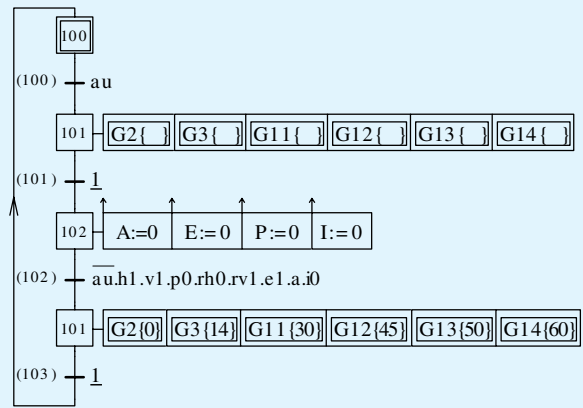 100
(100) au
101 G2{ } G3{ } G11{ } G12{ } G13{ } G14{ }
(101) 1
102 A:=0 E:=0 P:=0 I:=0
(102) a̅u̅.h1.v1.p0.rh0.rv1.e1.a.i0
101 G2{0} G3{14} G11{30} G12{45} G13{50} G14{60}
(103) 1